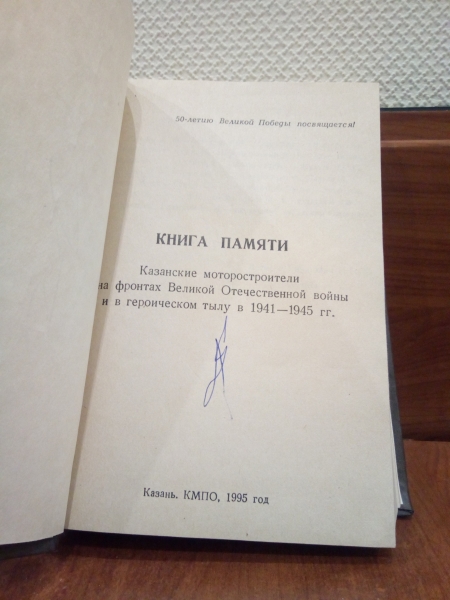 50-летию Великой Победы посвящается!
КНИГА ПАМЯТИ
Казанские моторостроители
на фронтах Великой Отечественной войны
и в героическом тылу в 1941—1945 гг.
Казань. КМПО, 1995 год